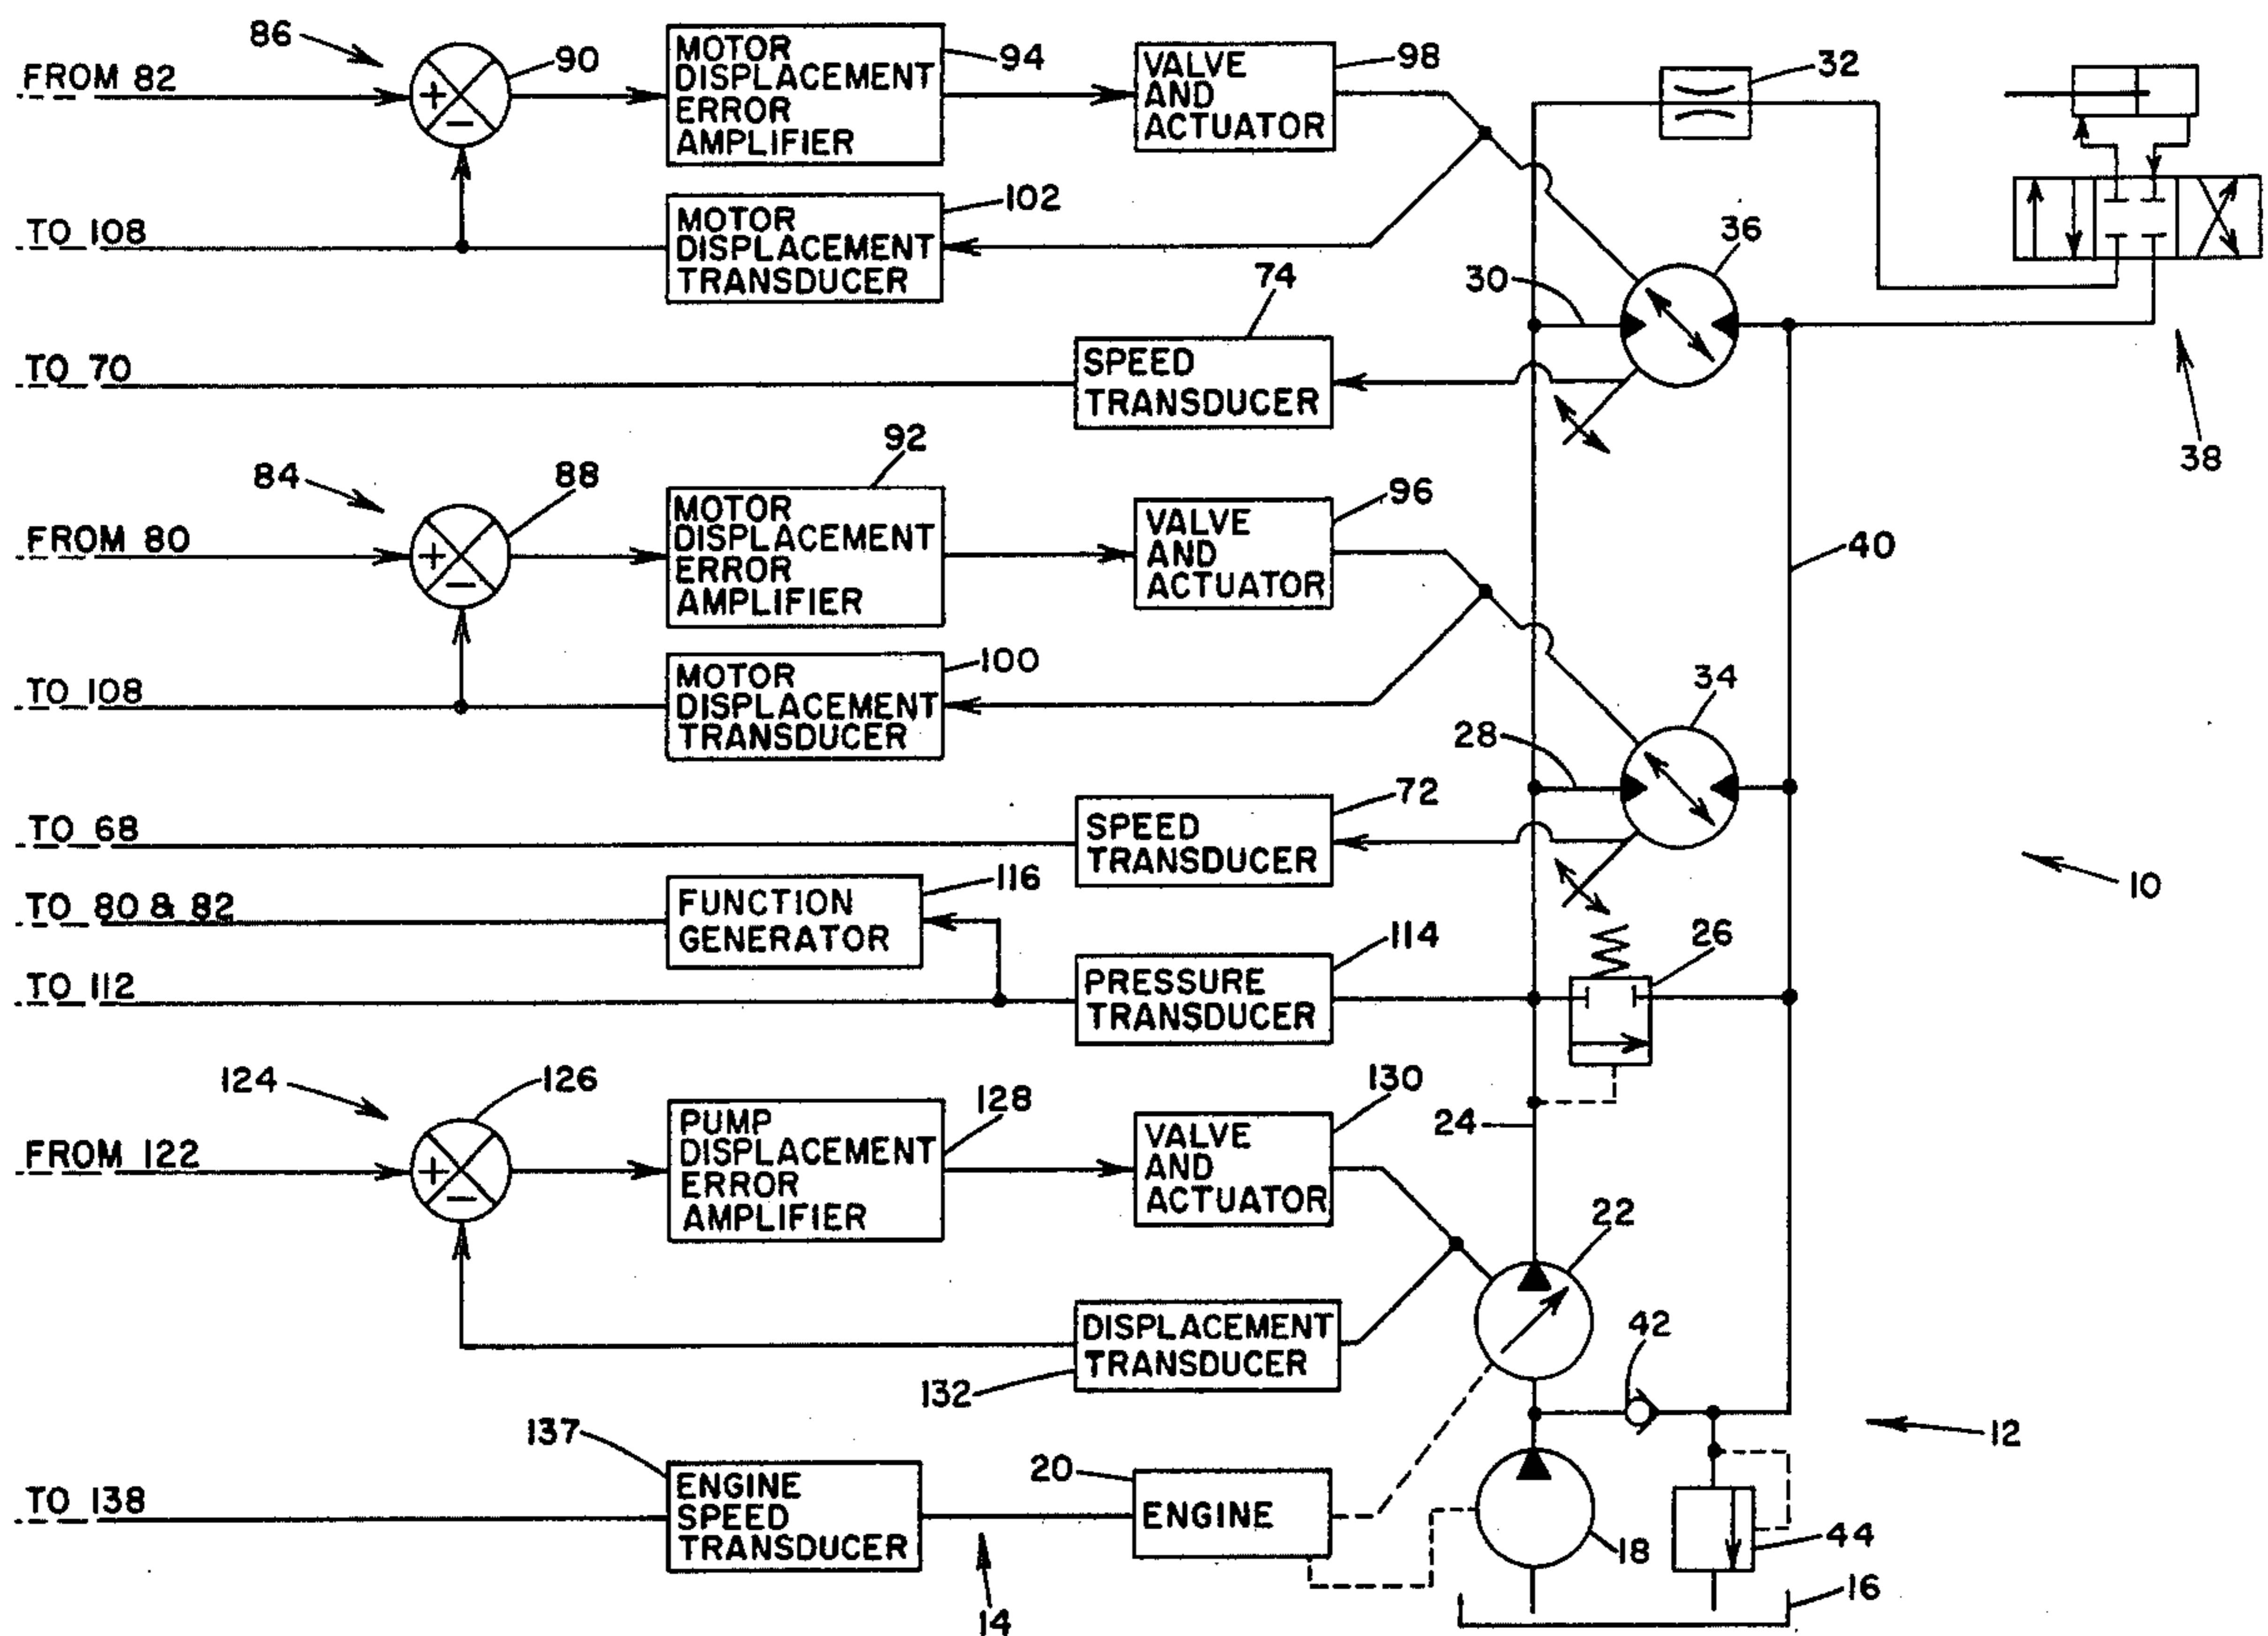 86
90
94
98
32
FROM 82
+
−
MOTOR
DISPLACEMENT
ERROR
AMPLIFIER
VALVE
AND
ACTUATOR
TO 108
MOTOR
DISPLACEMENT
TRANSDUCER
102
74
30
36
38
TO 70
SPEED
TRANSDUCER
84
88
92
96
40
FROM 80
+
−
MOTOR
DISPLACEMENT
ERROR
AMPLIFIER
VALVE
AND
ACTUATOR
TO 108
MOTOR
DISPLACEMENT
TRANSDUCER
100
34
28
72
TO 68
SPEED
TRANSDUCER
10
TO 80 & 82
FUNCTION
GENERATOR
116
26
114
TO 112
PRESSURE
TRANSDUCER
124
126
128
130
24
FROM 122
+
−
PUMP
DISPLACEMENT
ERROR
AMPLIFIER
VALVE
AND
ACTUATOR
22
DISPLACEMENT
TRANSDUCER
132
42
12
137
20
TO 138
ENGINE
SPEED
TRANSDUCER
ENGINE
18
44
16
14